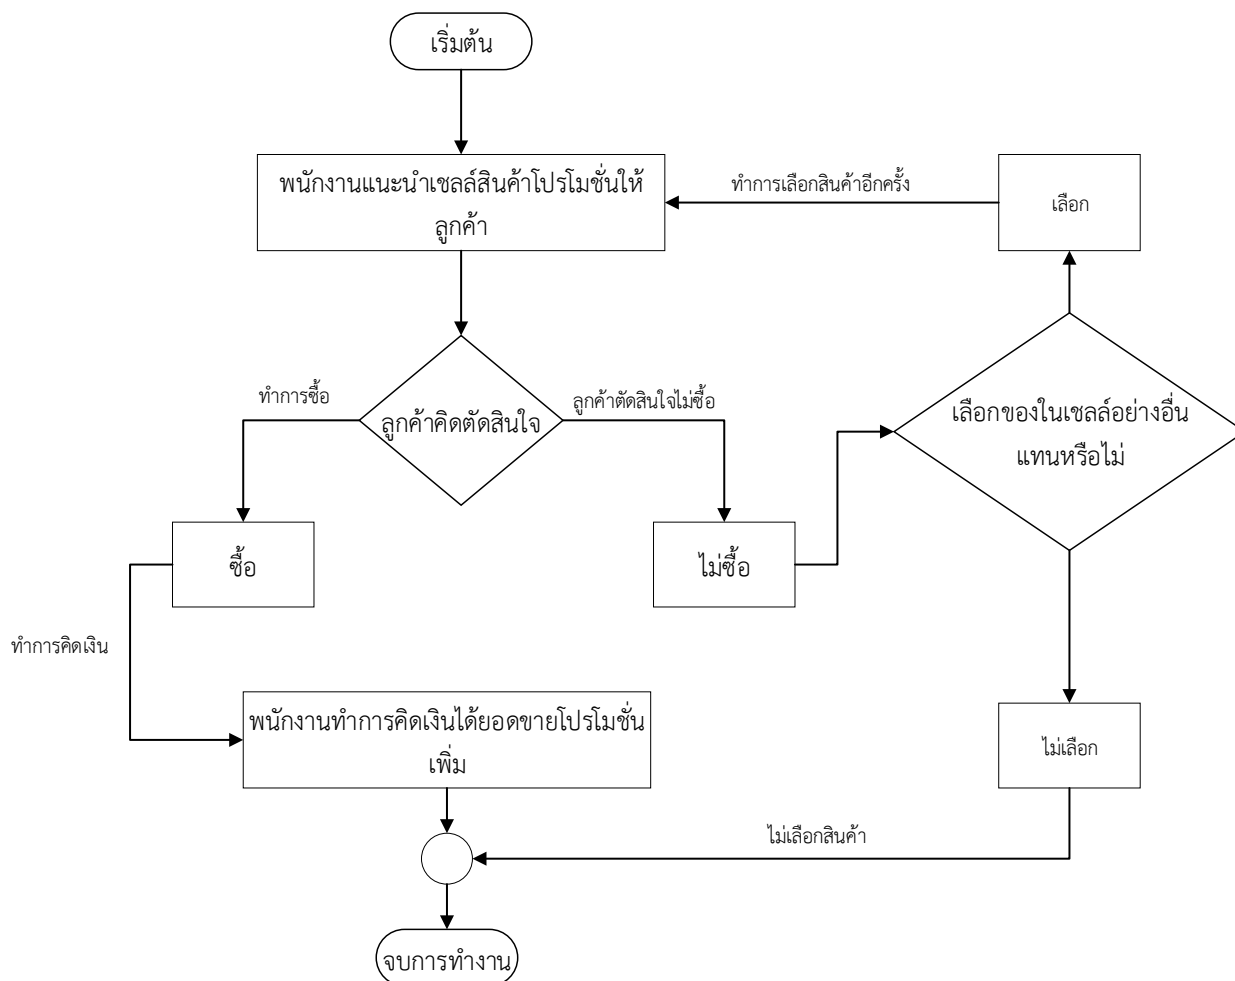 เริ่มต้น
พนักงานแนะนำเชลล์สินค้าโปรโมชั่นให้
ลูกค้า
ทำการเลือกสินค้าอีกครั้ง
เลือก
ทำการซื้อ
ลูกค้าคิดตัดสินใจ
ลูกค้าตัดสินใจไม่ซื้อ
เลือกของในเชลล์อย่างอื่น
แทนหรือไม่
ซื้อ
ไม่ซื้อ
ทำการคิดเงิน
พนักงานทำการคิดเงินได้ยอดขายโปรโมชั่น
เพิ่ม
ไม่เลือก
ไม่เลือกสินค้า
จบการทำงาน